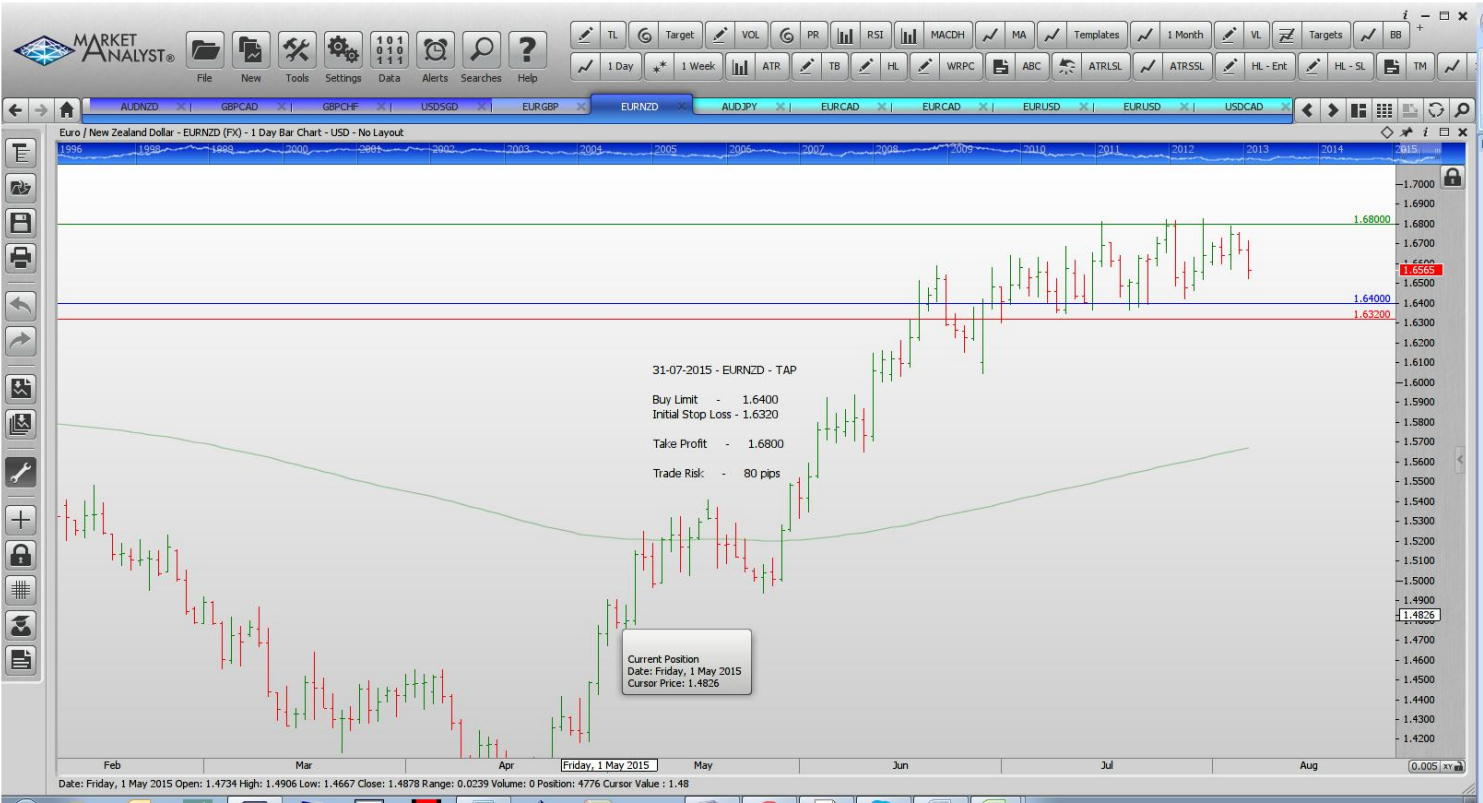 MARKET
ANALYST®
File New Tools Settings Data Alerts Searches Help
TL Target VOL PR RSI MACDH MA Templates 1 Month VL Targets BB
1 Day 1 Week ATR TB HL WRPC ABC ATRLSL ATRSSL HL - Ent HL - SL TM
AUDNZD GBPCAD GBPCHF USDSGD EURGBP EURNZD AUDJPY EURCAD EURCAD EURUSD EURUSD USDCAD
Euro / New Zealand Dollar - EURNZD (FX) - 1 Day Bar Chart - USD - No Layout
1996 1998 1999 2000 2001 2002 2003 2004 2005 2006 2007 2008 2009 2010 2011 2012 2013 2014 2015
1.7000
1.6900
1.68000 1.6800
1.6700
1.6565
1.6500
1.64000 1.6400
1.63200
1.6300
1.6200
1.6100
1.6000
1.5900
1.5800
1.5700
1.5600
1.5500
1.5400
1.5300
1.5200
1.5100
1.5000
1.4900
1.4826
1.4700
1.4600
1.4500
1.4400
1.4300
1.4200
31-07-2015 - EURNZD - TAP
Buy Limit - 1.6400
Initial Stop Loss - 1.6320
Take Profit - 1.6800
Trade Risk - 80 pips
Current Position
Date: Friday, 1 May 2015
Cursor Price: 1.4826
Feb Mar Apr Friday, 1 May 2015 May Jun Jul Aug 0.005 XY
Date: Friday, 1 May 2015 Open: 1.4734 High: 1.4906 Low: 1.4667 Close: 1.4878 Range: 0.0239 Volume: 0 Position: 4776 Cursor Value : 1.48